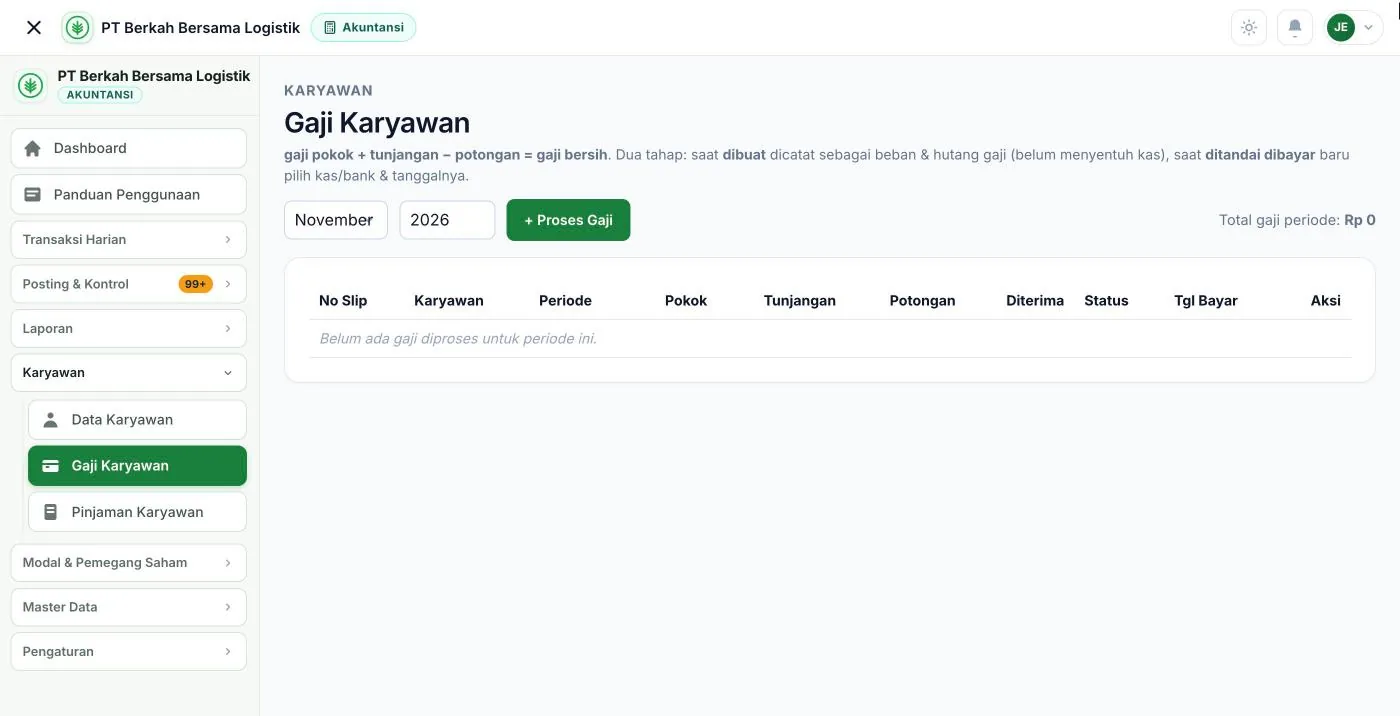 PT Berkah Bersama Logistik Akuntansi JE
PT Berkah Bersama Logistik
AKUNTANSI
Dashboard
Panduan Penggunaan
Transaksi Harian
Posting & Kontrol 99+
Laporan
Karyawan
Data Karyawan
Gaji Karyawan
Pinjaman Karyawan
Modal & Pemegang Saham
Master Data
Pengaturan
KARYAWAN
Gaji Karyawan
gaji pokok + tunjangan − potongan = gaji bersih. Dua tahap: saat dibuat dicatat sebagai beban & hutang gaji (belum menyentuh kas), saat ditandai dibayar baru
pilih kas/bank & tanggalnya.
November 2026 + Proses Gaji Total gaji periode: Rp 0
No Slip Karyawan Periode Pokok Tunjangan Potongan Diterima Status Tgl Bayar Aksi
Belum ada gaji diproses untuk periode ini.